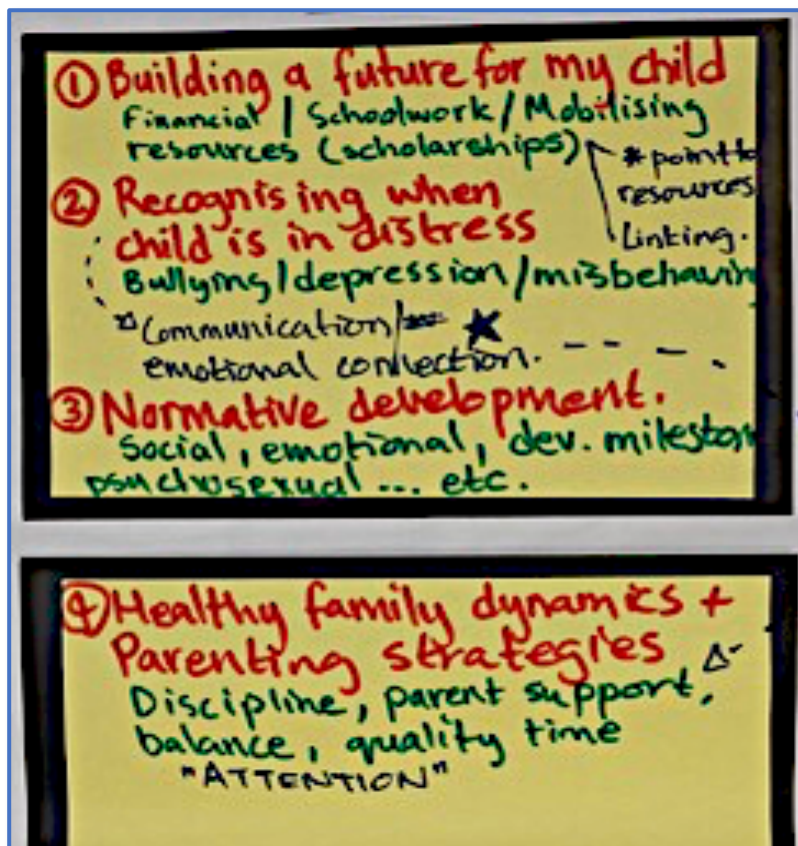 ① Building a future for my child
Financial / Schoolwork / Mobilising
resources (scholarships)
* point to
resources
Linking.
② Recognising when
child is in distress
Bullying/depression/misbehavin
Communication/
emotional connection.
③ Normative development.
Social, emotional, dev. mileston
psychosexual ... etc.
④ Healthy family dynamics +
Parenting strategies
Discipline, parent support,
balance, quality time
"ATTENTION"